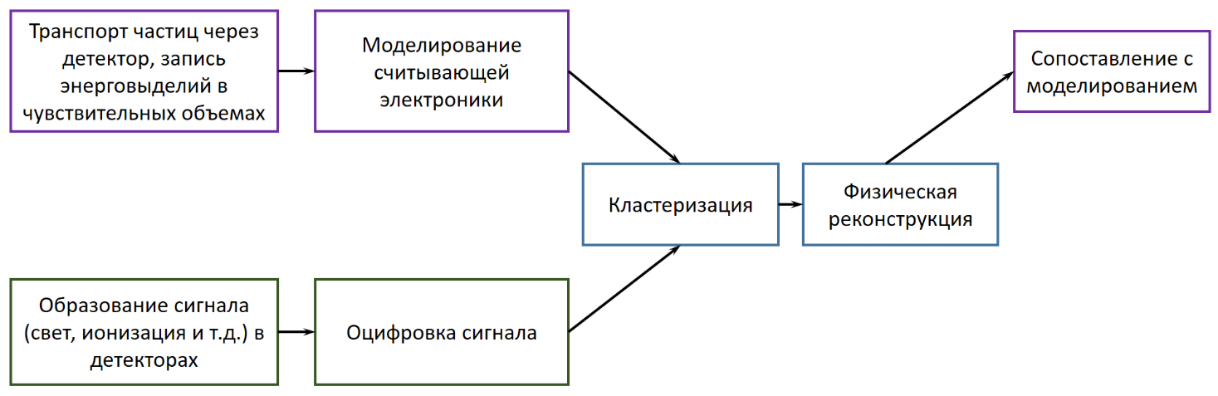 Транспорт частиц через
детектор, запись
энерговыделий в
чувствительных объемах
Моделирование
считывающей
электроники
Сопоставление с
моделированием
Кластеризация
Физическая
реконструкция
Образование сигнала
(свет, ионизация и т.д.) в
детекторах
Оцифровка сигнала